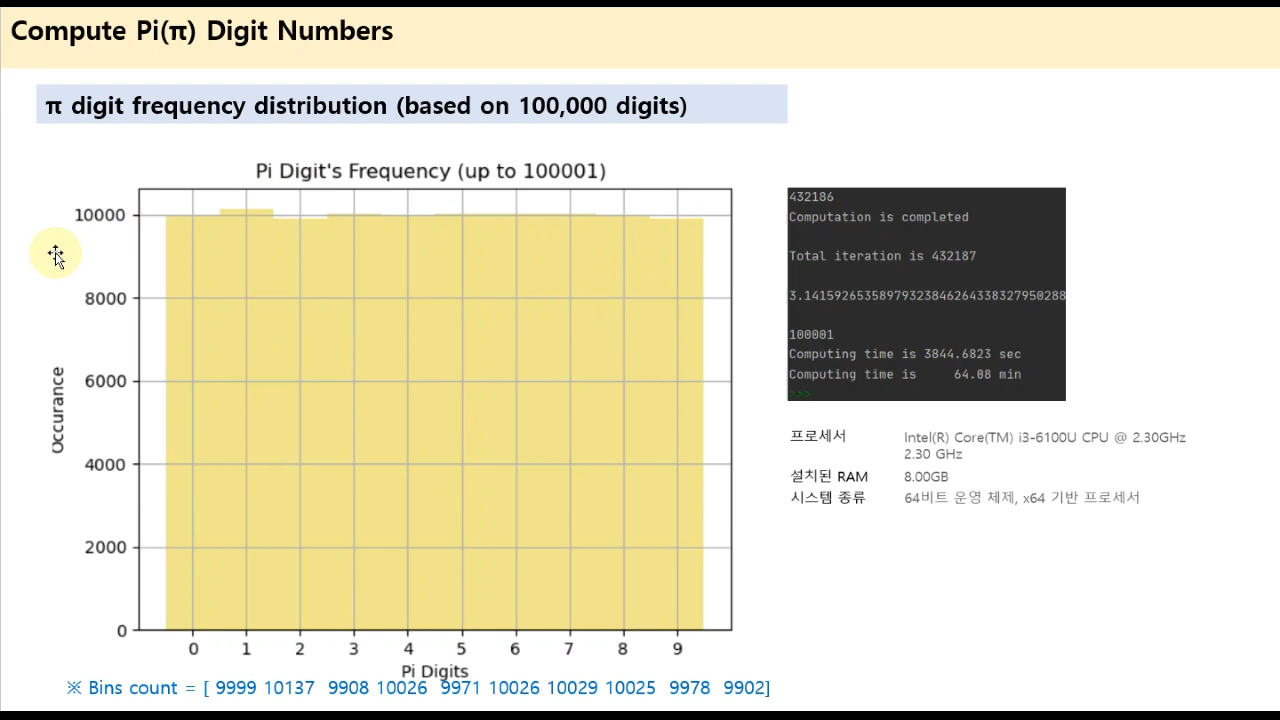 Compute Pi(π) Digit Numbers
π digit frequency distribution (based on 100,000 digits)
Pi Digit's Frequency (up to 100001)
10000
8000
6000
4000
2000
0
Occurance
0 1 2 3 4 5 6 7 8 9
Pi Digits
※ Bins count = [ 9999 10137 9908 10026 9971 10026 10029 10025 9978 9902]
432186
Computation is completed
Total iteration is 432187
3.14159265358979323846264338327950288
100001
Computing time is 3844.6823 sec
Computing time is 64.08 min
>>>
프로세서 Intel(R) Core(TM) i3-6100U CPU @ 2.30GHz
2.30 GHz
설치된 RAM 8.00GB
시스템 종류 64비트 운영 체제, x64 기반 프로세서